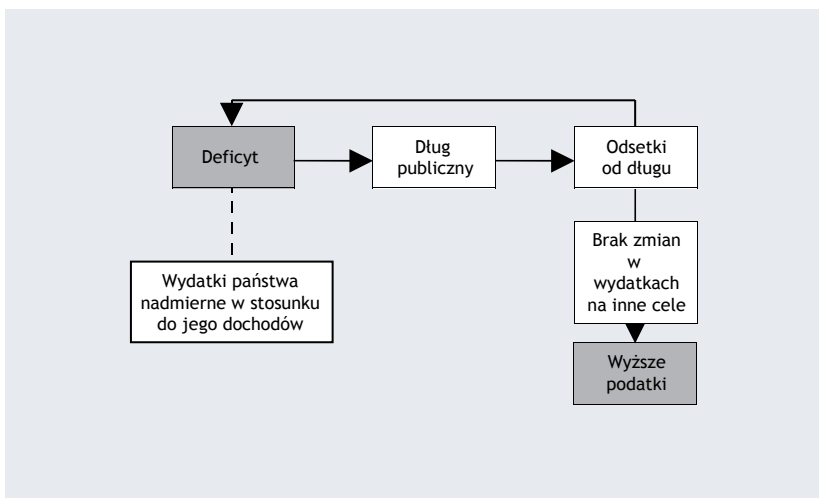 Deficyt
Dług
publiczny
Odsetki
od długu
Wydatki państwa
nadmierne w stosunku
do jego dochodów
Brak zmian
w
wydatkach
na inne cele
Wyższe
podatki